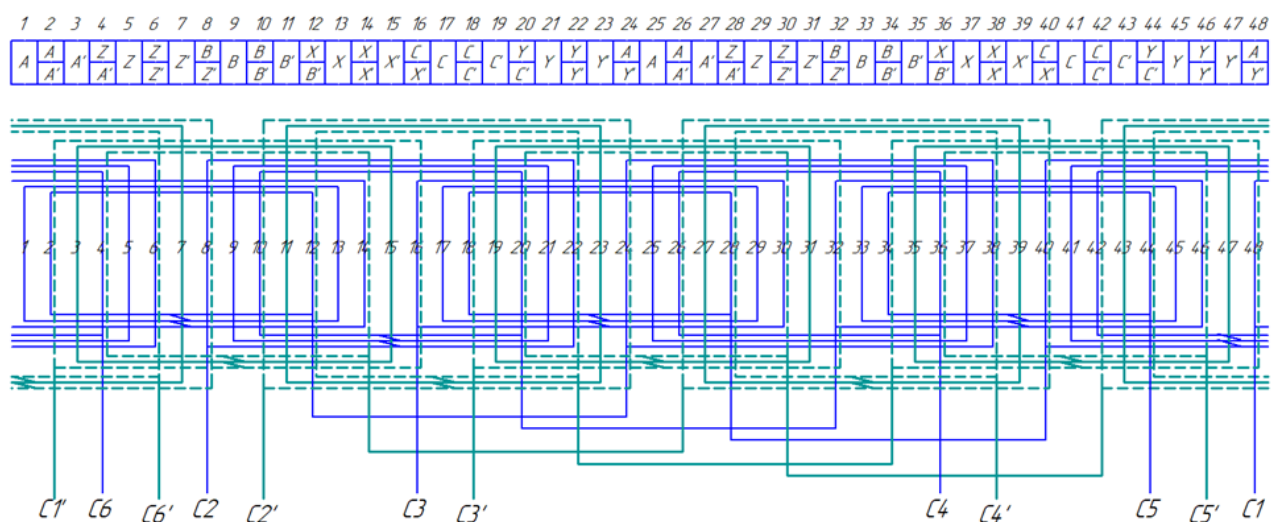 1 2 3 4 5 6 7 8 9 10 11 12 13 14 15 16 17 18 19 20 21 22 23 24 25 26 27 28 29 30 31 32 33 34 35 36 37 38 39 40 41 42 43 44 45 46 47 48
A Z Z B B X X C C Y Y A A Z Z B B X X C C Y Y A
A A' Z Z' B B' X X' C C' Y Y' A A' Z Z' B B' X X' C C' Y Y'
A' A' Z' Z' B' B' X' X' C' C' Y' Y' A' A' Z' Z' B' B' X' X' C' C' Y' Y'
1 2 3 4 5 6 7 8 9 10 11 12 13 14 15 16 17 18 19 20 21 22 23 24 25 26 27 28 29 30 31 32 33 34 35 36 37 38 39 40 41 42 43 44 45 46 47 48
C1' C6 C6' C2 C2' C3 C3' C4 C4' C5 C5' C1